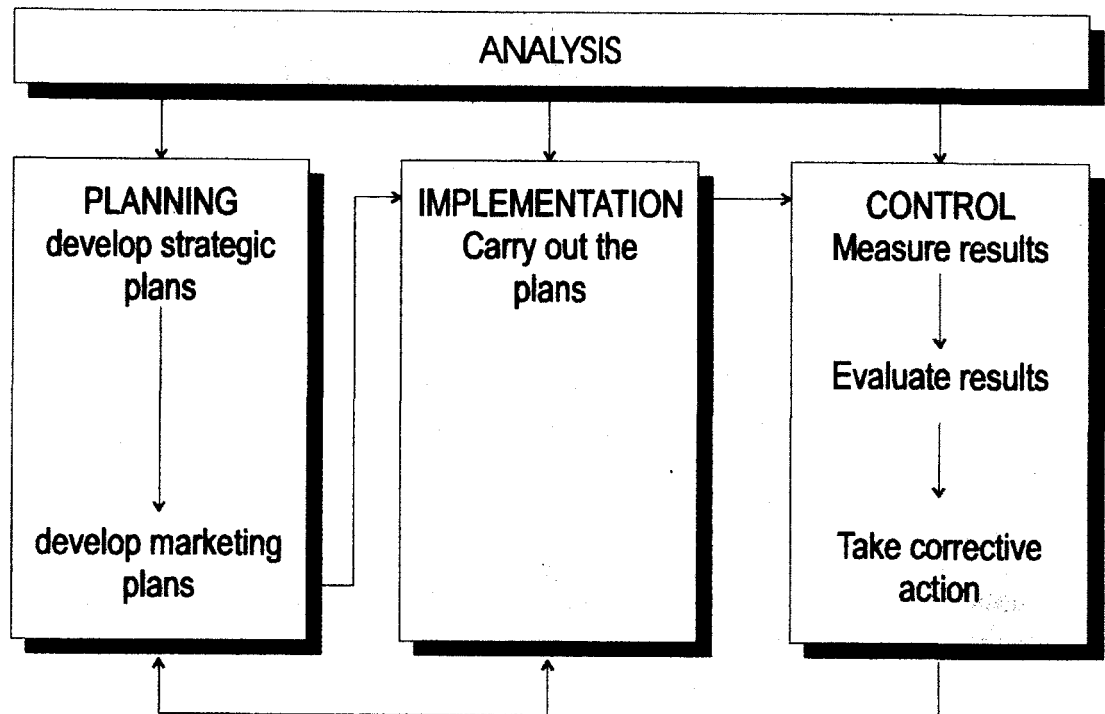 ANALYSIS
PLANNING
develop strategic
plans
develop marketing
plans
IMPLEMENTATION
Carry out the
plans
CONTROL
Measure results
Evaluate results
Take corrective
action